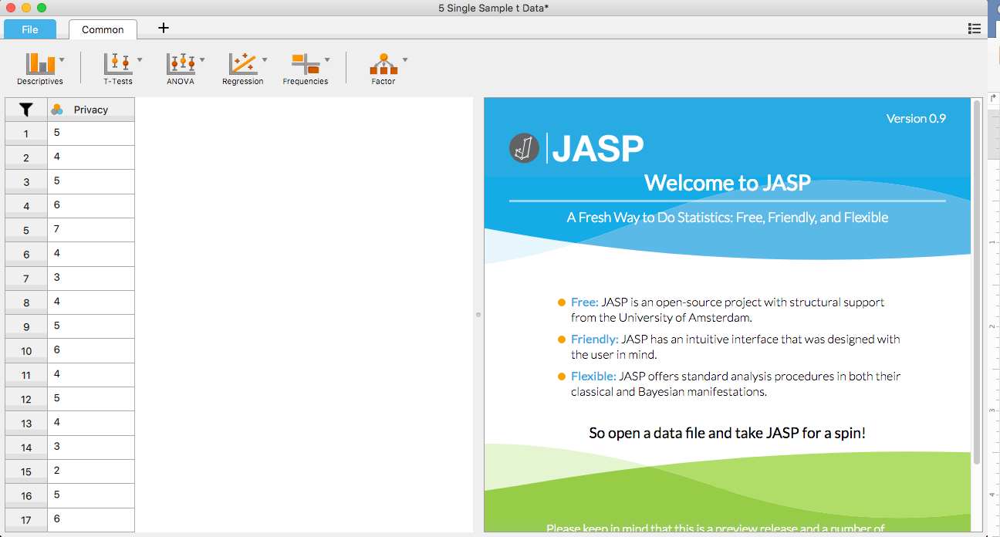 5 Single Sample t Data*
File
Common
+
Descriptives
T-Tests
ANOVA
Regression
Frequencies
Factor
Privacy
1 5
2 4
3 5
4 6
5 7
6 4
7 3
8 4
9 5
10 6
11 4
12 5
13 4
14 3
15 2
16 5
17 6
Version 0.9
JASP
Welcome to JASP
A Fresh Way to Do Statistics: Free, Friendly, and Flexible
Free: JASP is an open-source project with structural support
from the University of Amsterdam.
Friendly: JASP has an intuitive interface that was designed with
the user in mind.
Flexible: JASP offers standard analysis procedures in both their
classical and Bayesian manifestations.
So open a data file and take JASP for a spin!
Please keep in mind that this is a preview release and a number of
1
2
3
4